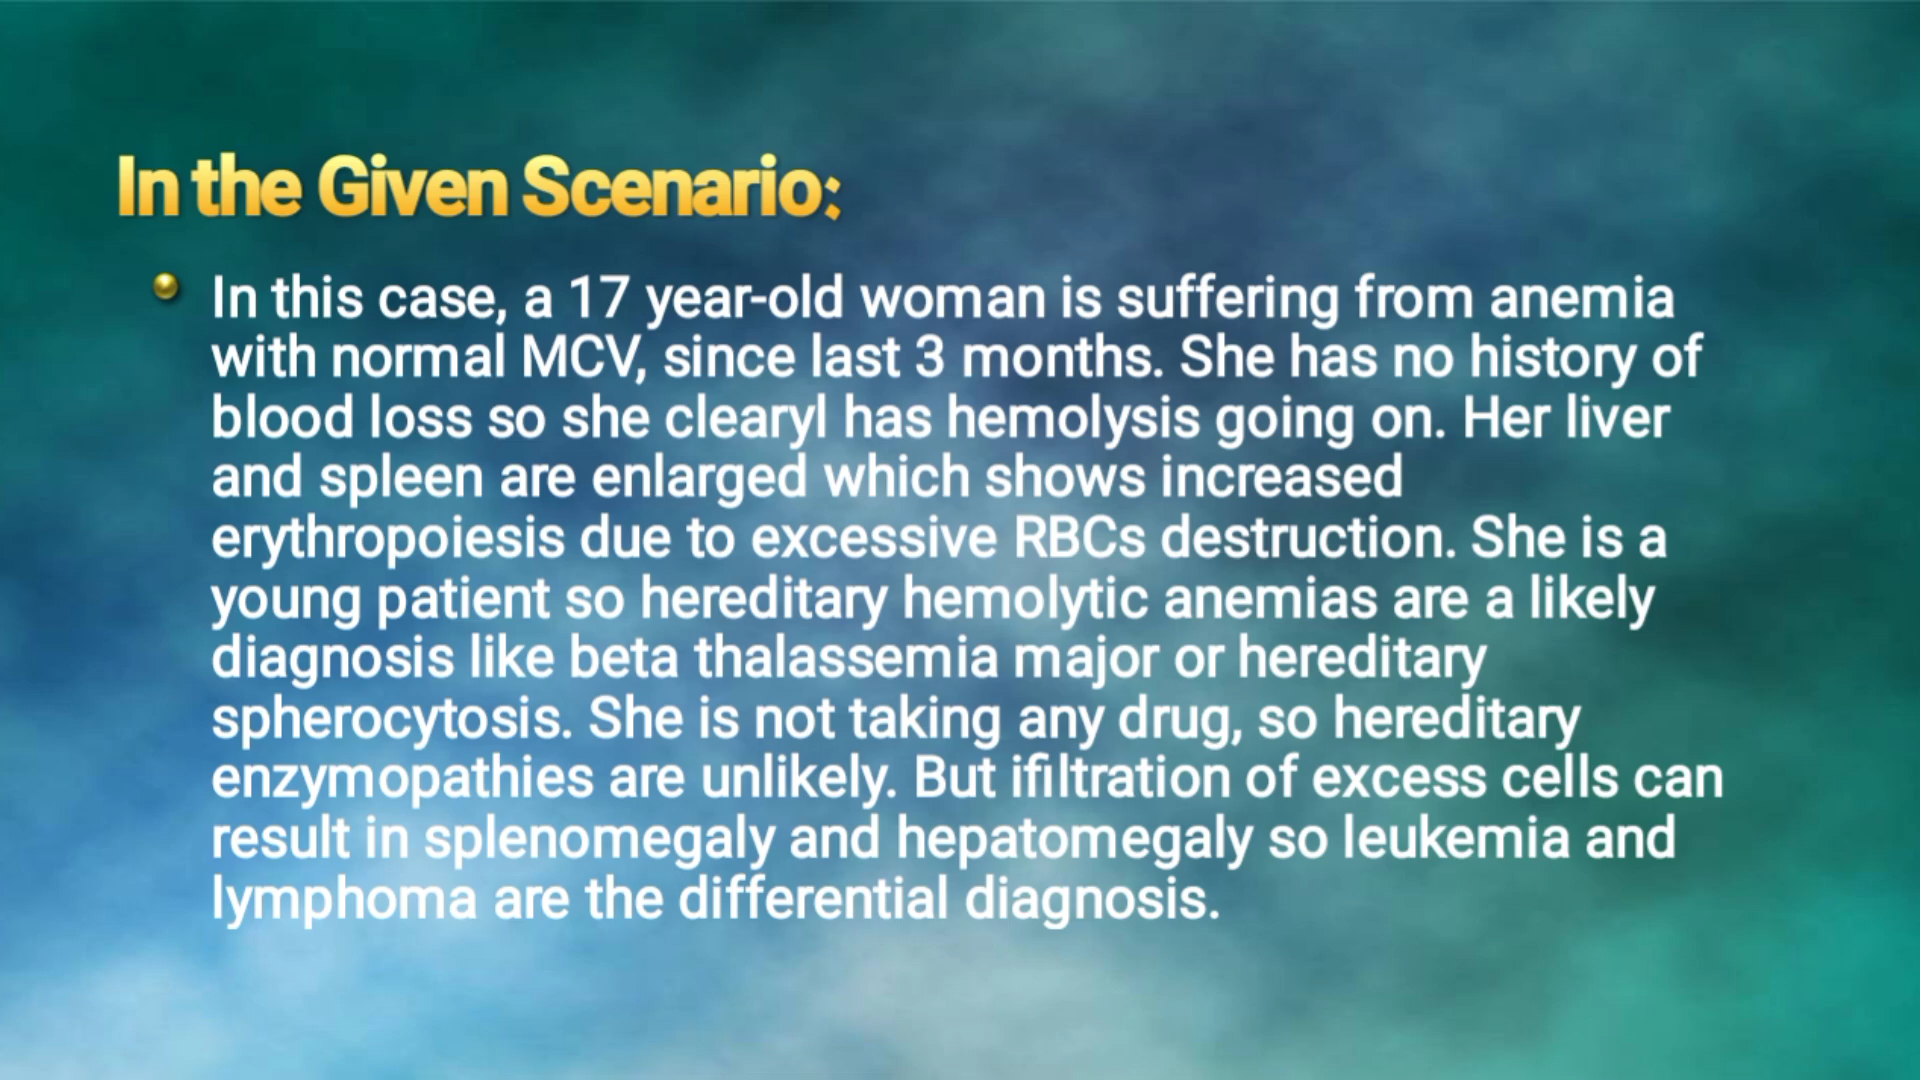 In the Given Scenario:
In this case, a 17 year-old woman is suffering from anemia
with normal MCV, since last 3 months. She has no history of
blood loss so she clearyl has hemolysis going on. Her liver
and spleen are enlarged which shows increased
erythropoiesis due to excessive RBCs destruction. She is a
young patient so hereditary hemolytic anemias are a likely
diagnosis like beta thalassemia major or hereditary
spherocytosis. She is not taking any drug, so hereditary
enzymopathies are unlikely. But ifiltration of excess cells can
result in splenomegaly and hepatomegaly so leukemia and
lymphoma are the differential diagnosis.